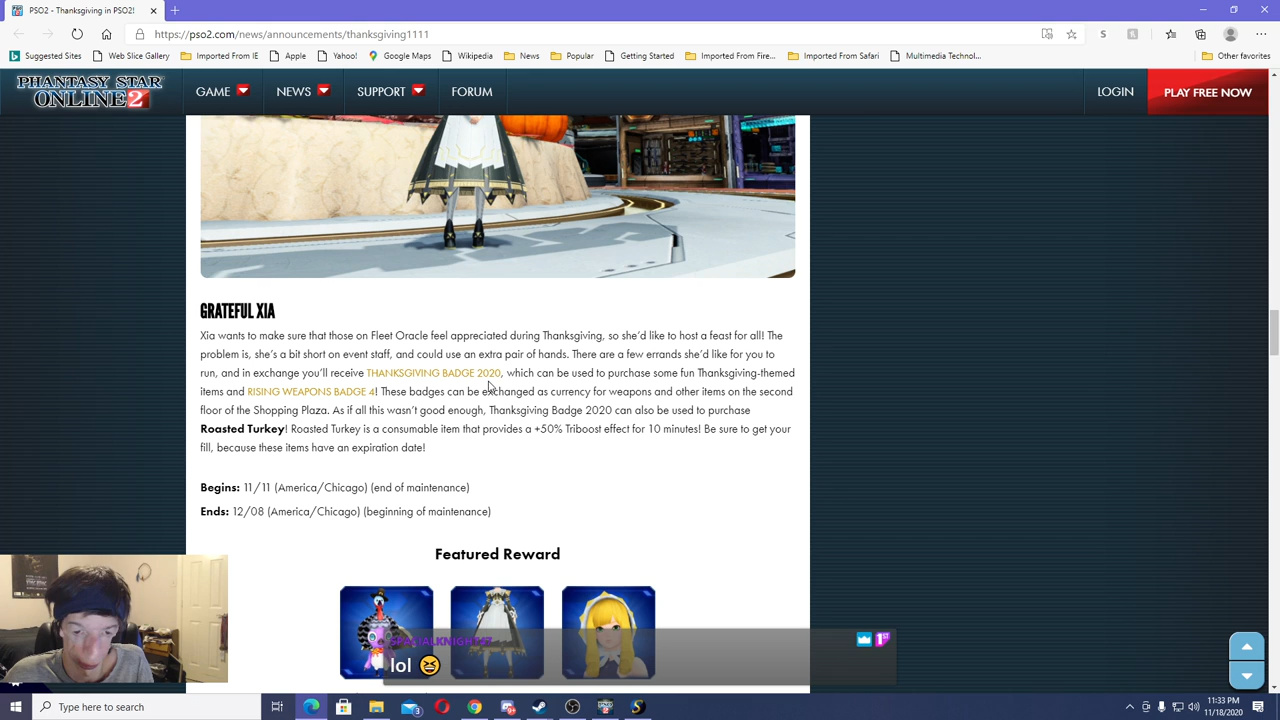 PSO2 - Thanksgiving in PSO2!
https://pso2.com/news/announcements/thanksgiving1111
Suggested Sites Web Slice Gallery Imported From IE Apple Yahoo! Google Maps Wikipedia News Popular Getting Started Imported From Fire... Imported From Safari Multimedia Technol... Other favorites
PHANTASY STAR
ONLINE 2
GAME NEWS SUPPORT FORUM LOGIN PLAY FREE NOW
GRATEFUL XIA
Xia wants to make sure that those on Fleet Oracle feel appreciated during Thanksgiving, so she'd like to host a feast for all! The
problem is, she's a bit short on event staff, and could use an extra pair of hands. There are a few errands she'd like for you to
run, and in exchange you'll receive THANKSGIVING BADGE 2020, which can be used to purchase some fun Thanksgiving-themed
items and RISING WEAPONS BADGE 4! These badges can be exchanged as currency for weapons and other items on the second
floor of the Shopping Plaza. As if all this wasn't good enough, Thanksgiving Badge 2020 can also be used to purchase
Roasted Turkey! Roasted Turkey is a consumable item that provides a +50% Triboost effect for 10 minutes! Be sure to get your
fill, because these items have an expiration date!
Begins: 11/11 (America/Chicago) (end of maintenance)
Ends: 12/08 (America/Chicago) (beginning of maintenance)
Featured Reward
1ST
lol 😆
Type here to search
11:33 PM
11/18/2020